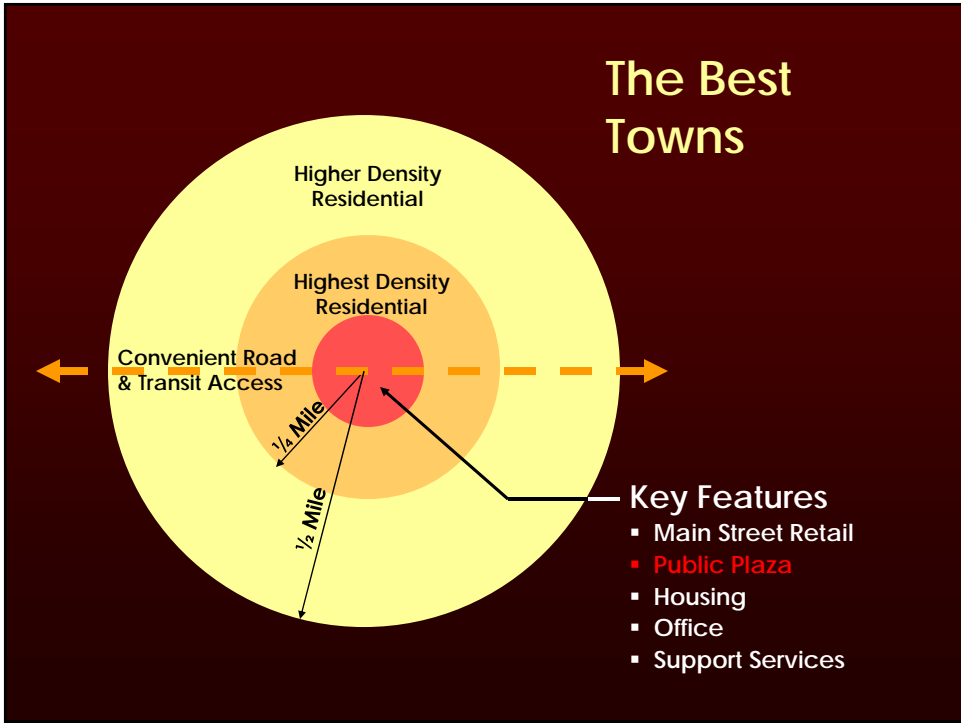 The Best
Towns
Higher Density
Residential
Highest Density
Residential
Convenient Road
& Transit Access
¼ Mile
½ Mile
Key Features
▪ Main Street Retail
▪ Public Plaza
▪ Housing
▪ Office
▪ Support Services